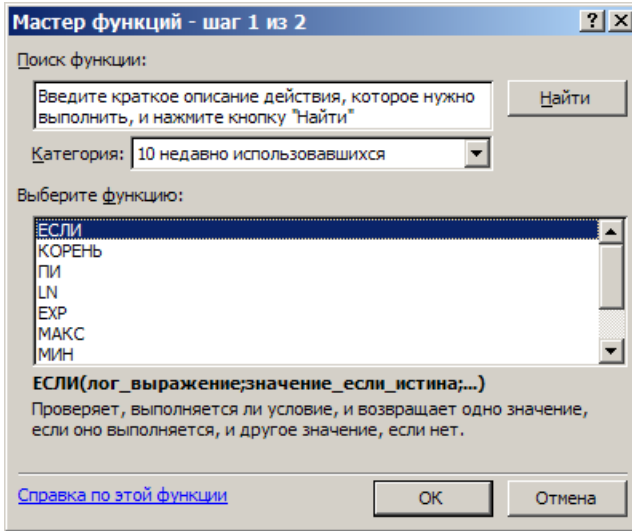 Мастер функций - шаг 1 из 2
Поиск функции:
Введите краткое описание действия, которое нужно
выполнить, и нажмите кнопку "Найти"
Найти
Категория: 10 недавно использовавшихся
Выберите функцию:
ЕСЛИ
КОРЕНЬ
ПИ
LN
EXP
МАКС
МИН
ЕСЛИ(лог_выражение;значение_если_истина;...)
Проверяет, выполняется ли условие, и возвращает одно значение,
если оно выполняется, и другое значение, если нет.
Справка по этой функции
ОК
Отмена